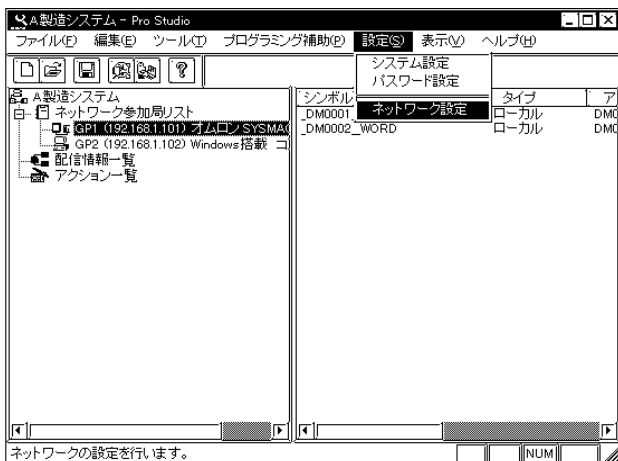 A製造システム - Pro Studio
ファイル(F) 編集(E) ツール(T) プログラミング補助(P) 設定(S) 表示(V) ヘルプ(H)
システム設定
パスワード設定
ネットワーク設定
A製造システム
ネットワーク参加局リスト
GP1 (192.168.1.101) オムロン SYSMA
GP2 (192.168.1.102) Windows搭載 コ
配信情報一覧
アクション一覧
シンボル タイプ ア
_DM0001_ ローカル DM0
_DM0002_WORD ローカル DM0
ネットワークの設定を行います。 NUM